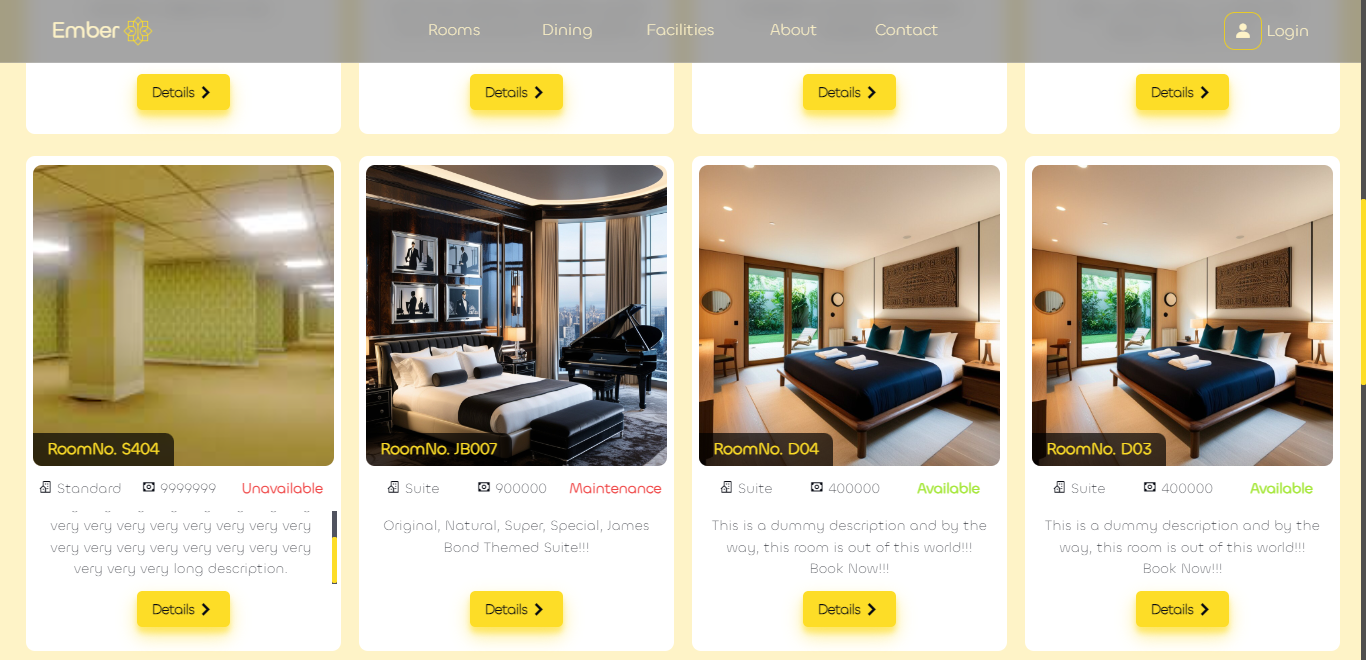 Ember
Rooms
Dining
Facilities
About
Contact
Login
Details
Details
Details
Details
RoomNo. S404
RoomNo. JB007
RoomNo. D04
RoomNo. D03
Standard 9999999 Unavailable
Suite 900000 Maintenance
Suite 400000 Available
Suite 400000 Available
very very very very very very very very
very very very very very very very very
very very very long description.
Original, Natural, Super, Special, James
Bond Themed Suite!!!
This is a dummy description and by the
way, this room is out of this world!!!
Book Now!!!
This is a dummy description and by the
way, this room is out of this world!!!
Book Now!!!
Details
Details
Details
Details